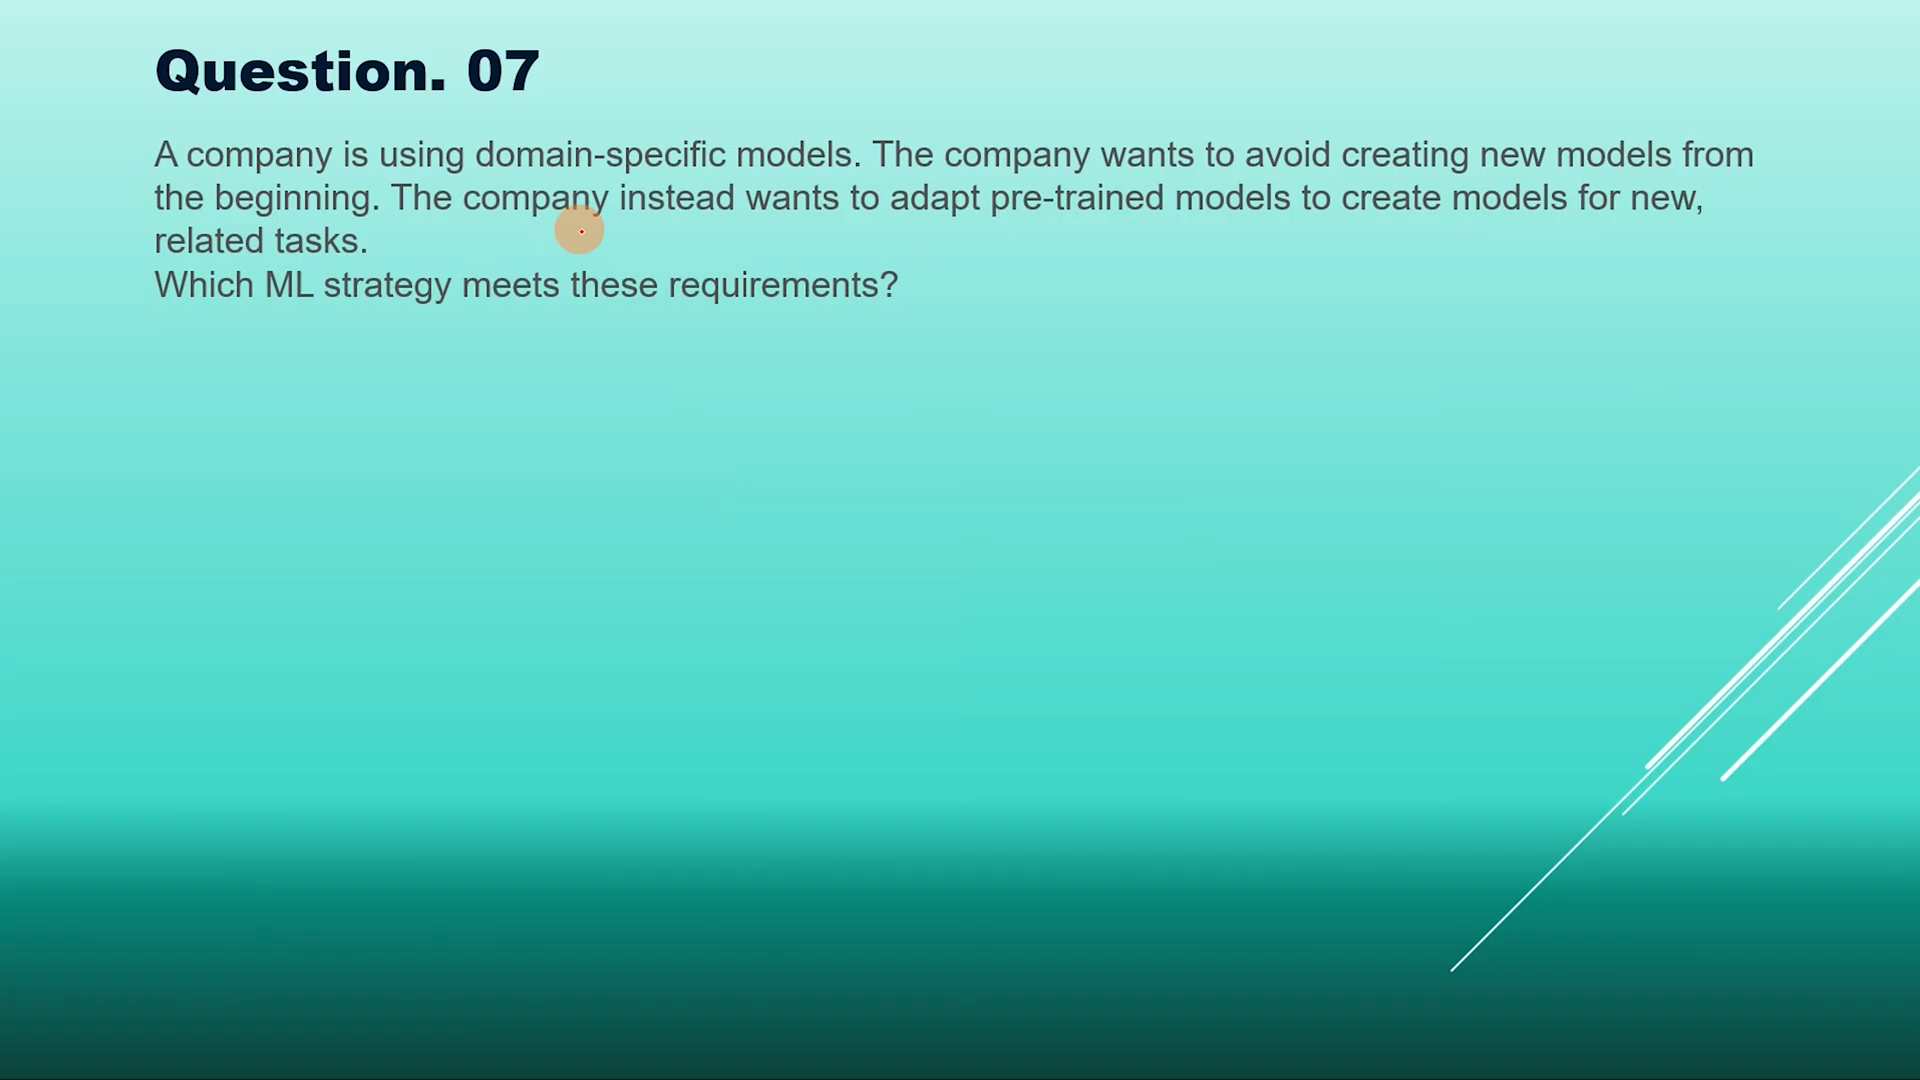 Question. 07
A company is using domain-specific models. The company wants to avoid creating new models from
the beginning. The company instead wants to adapt pre-trained models to create models for new,
related tasks.
Which ML strategy meets these requirements?